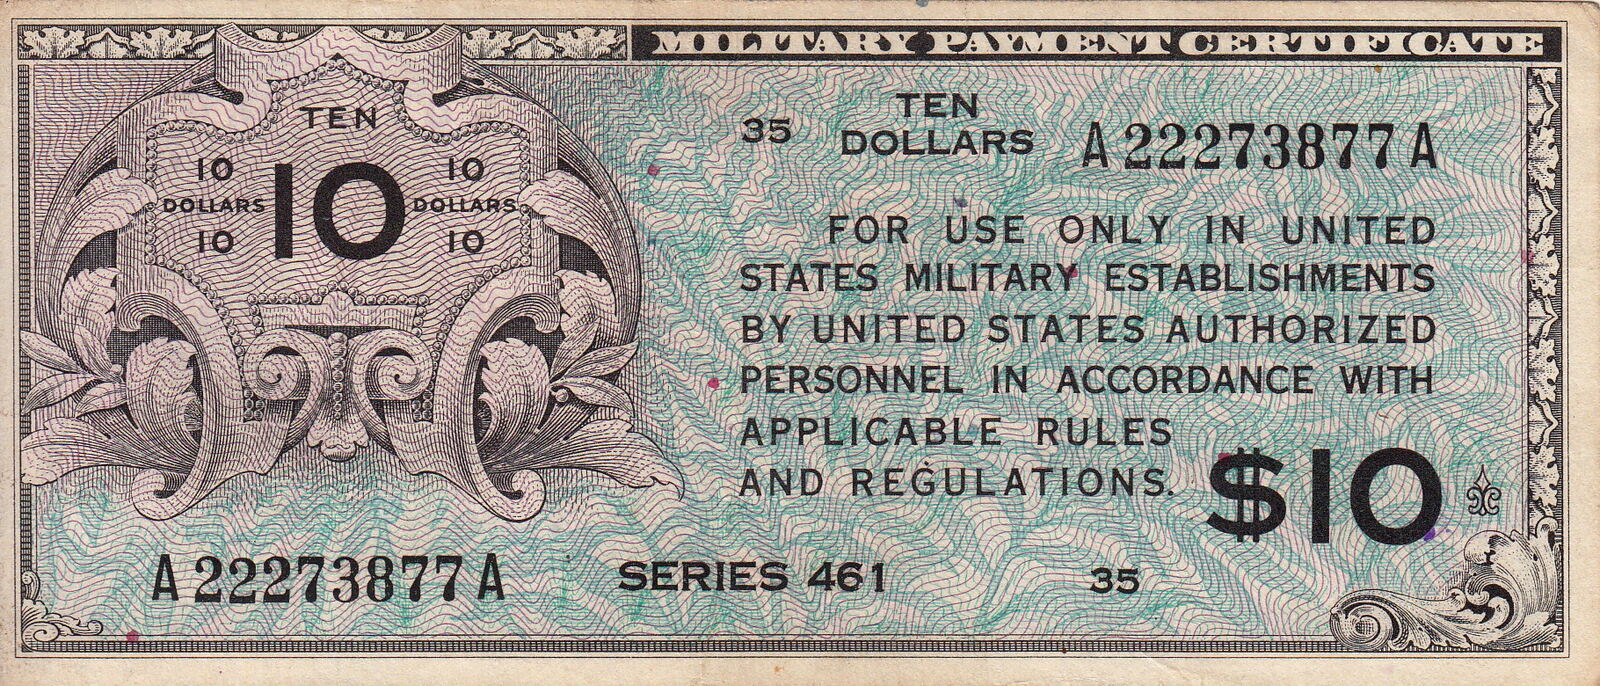 MILITARY PAYMENT CERTIFICATE
TEN
10 10
DOLLARS 10 DOLLARS
10 10
35 TEN DOLLARS A22273877A
FOR USE ONLY IN UNITED
STATES MILITARY ESTABLISHMENTS
BY UNITED STATES AUTHORIZED
PERSONNEL IN ACCORDANCE WITH
APPLICABLE RULES
AND REGULATIONS.
$10
A22273877A SERIES 461 35